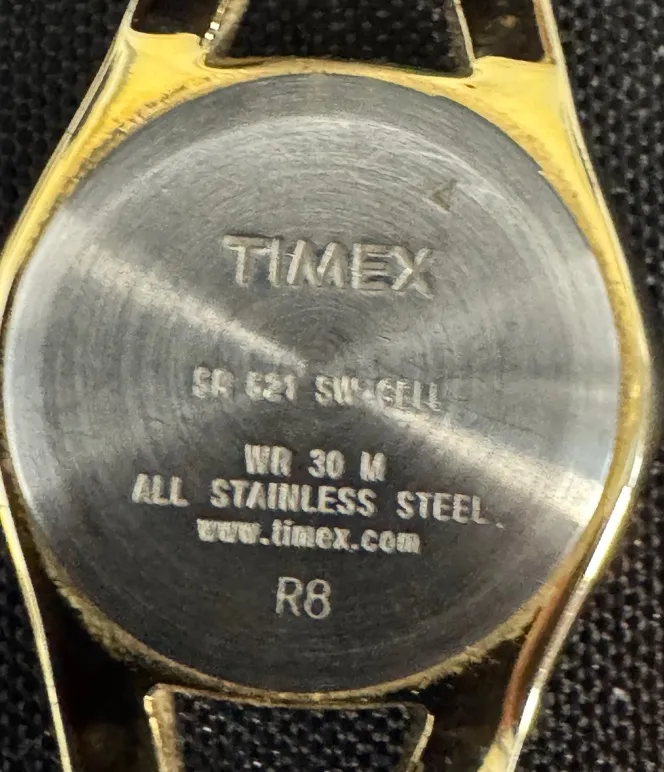 TIMEX
SR 621 SW-CELL
WR 30 M
ALL STAINLESS STEEL.
www.timex.com
R8